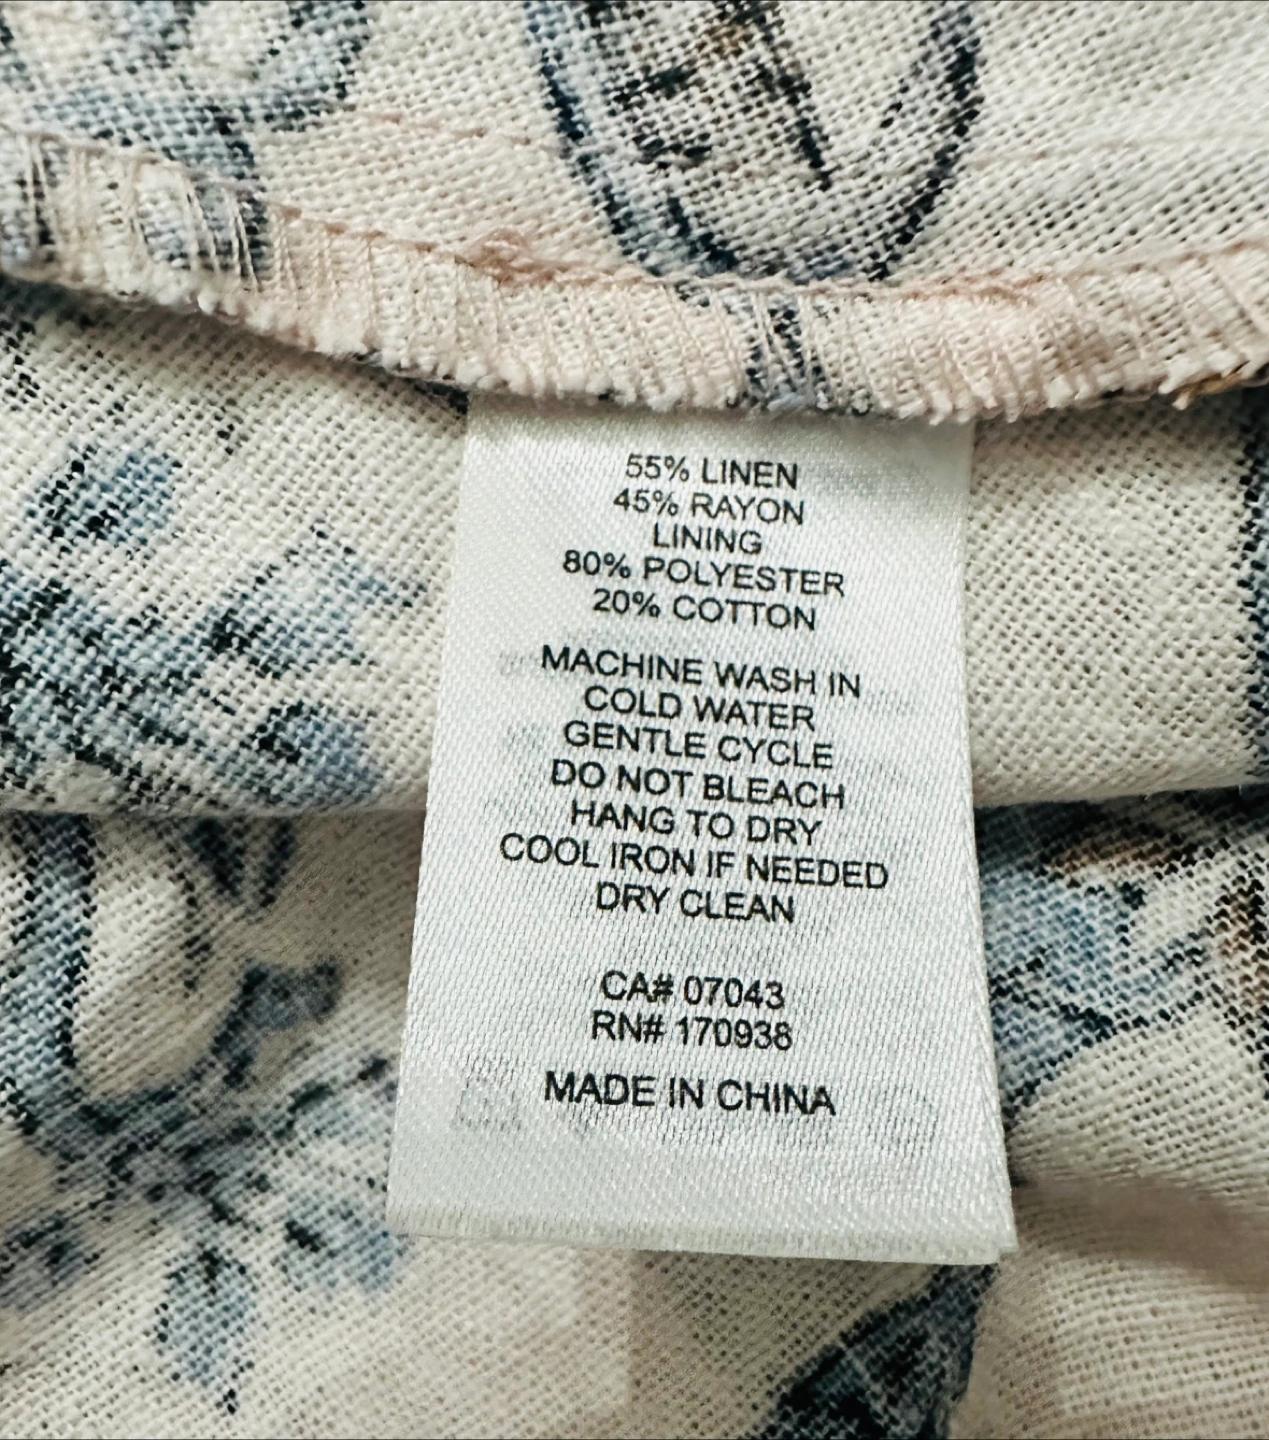 55% LINEN
45% RAYON
LINING
80% POLYESTER
20% COTTON
MACHINE WASH IN
COLD WATER
GENTLE CYCLE
DO NOT BLEACH
HANG TO DRY
COOL IRON IF NEEDED
DRY CLEAN
CA# 07043
RN# 170938
MADE IN CHINA